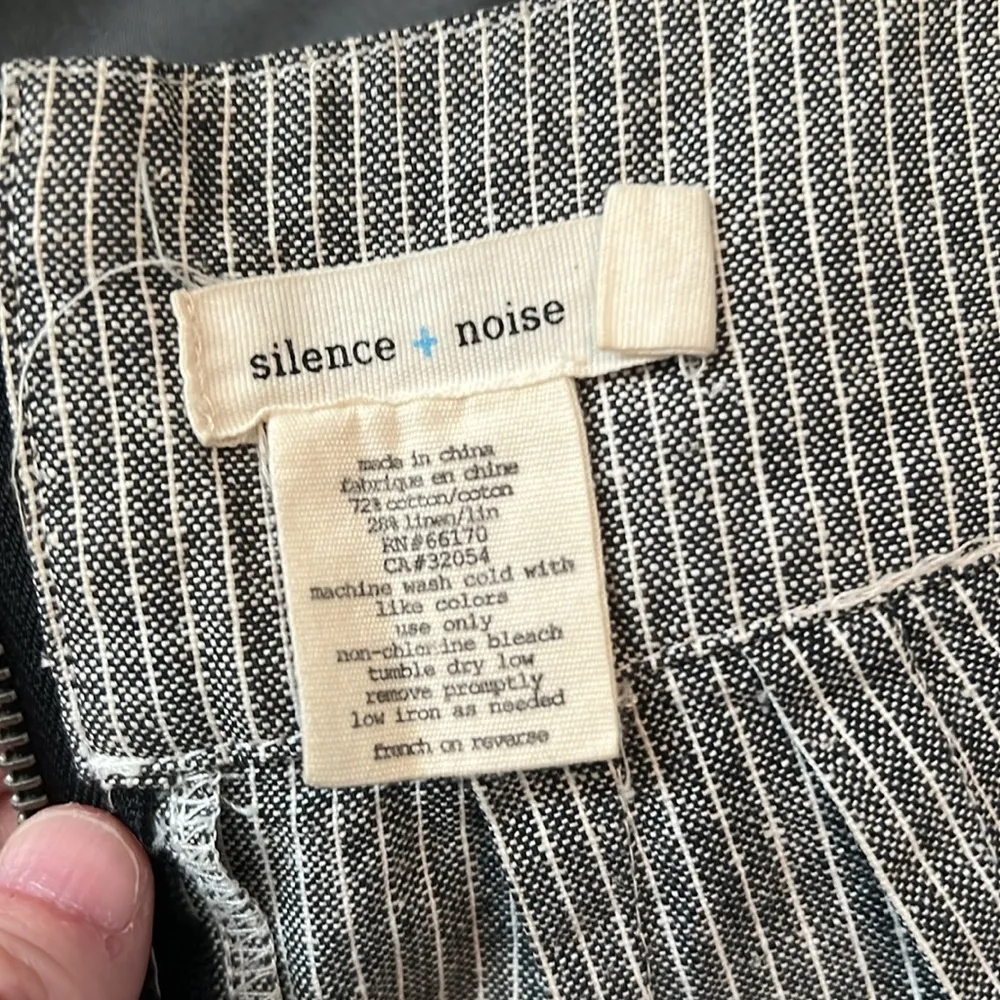 silence + noise
made in china
fabrique en chine
72% cotton/coton
28% linen/lin
RN#66170
CA#32054
machine wash cold with
like colors
use only
non-chlorine bleach
tumble dry low
remove promptly
low iron as needed
french on reverse